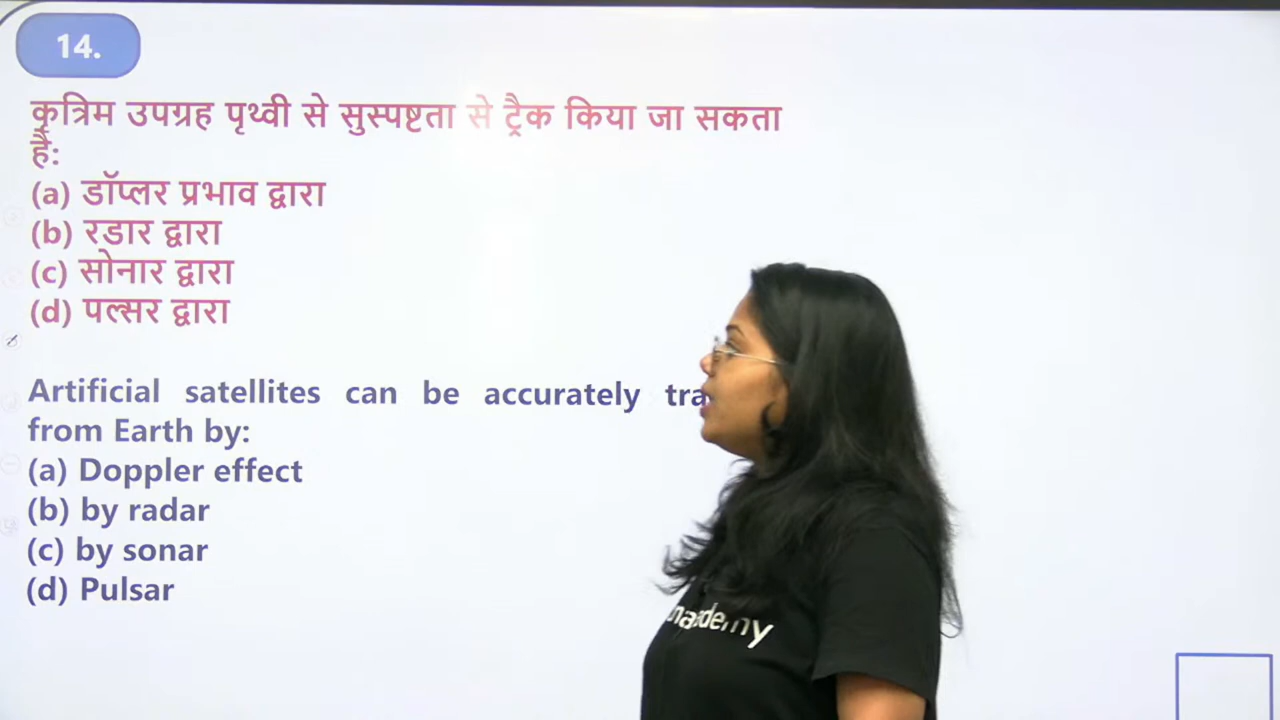 14.
कृत्रिम उपग्रह पृथ्वी से सुस्पष्टता से ट्रैक किया जा सकता
है:
(a) डॉप्लर प्रभाव द्वारा
(b) रडार द्वारा
(c) सोनार द्वारा
(d) पल्सर द्वारा
Artificial satellites can be accurately
from Earth by:
(a) Doppler effect
(b) by radar
(c) by sonar
(d) Pulsar